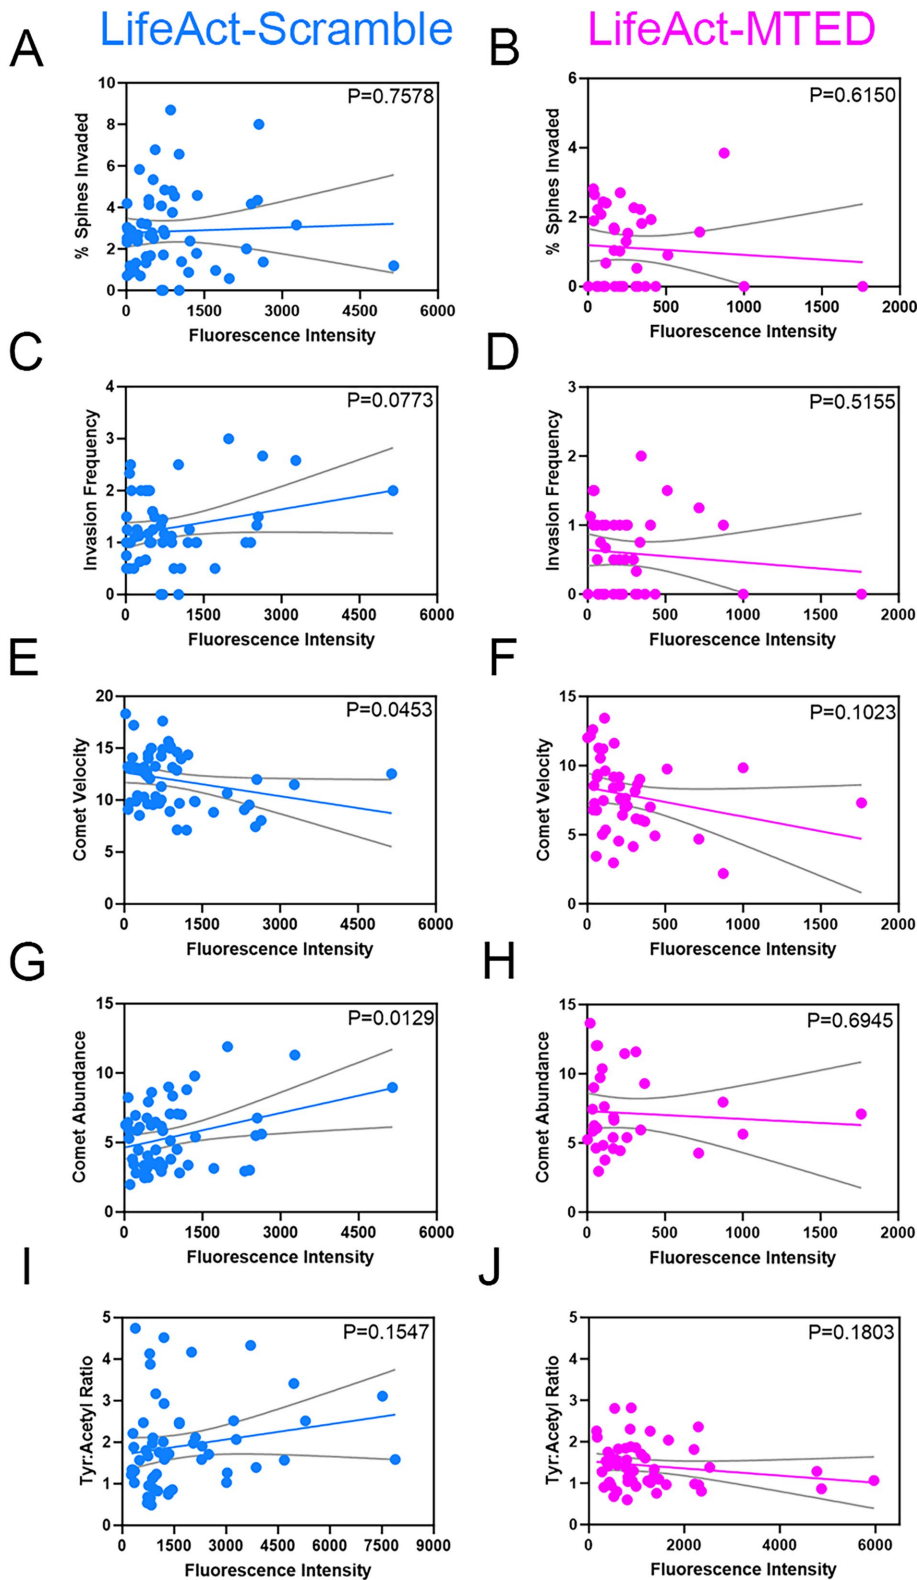 LifeAct-Scramble LifeAct-MTED
A B
P=0.7578 P=0.6150
% Spines Invaded
10
8
6
4
2
0
0 1500 3000 4500 6000
Fluorescence Intensity
% Spines Invaded
6
4
2
0
0 500 1000 1500 2000
Fluorescence Intensity
C D
P=0.0773 P=0.5155
Invasion Frequency
4
3
2
1
0
0 1500 3000 4500 6000
Fluorescence Intensity
Invasion Frequency
3
2
1
0
0 500 1000 1500 2000
Fluorescence Intensity
E F
P=0.0453 P=0.1023
Comet Velocity
20
15
10
5
0
0 1500 3000 4500 6000
Fluorescence Intensity
Comet Velocity
15
10
5
0
0 500 1000 1500 2000
Fluorescence Intensity
G H
P=0.0129 P=0.6945
Comet Abundance
15
10
5
0
0 1500 3000 4500 6000
Fluorescence Intensity
Comet Abundance
15
10
5
0
0 500 1000 1500 2000
Fluorescence Intensity
I J
P=0.1547 P=0.1803
Tyr:Acetyl Ratio
5
4
3
2
1
0
0 1500 3000 4500 6000 7500 9000
Fluorescence Intensity
Tyr:Acetyl Ratio
5
4
3
2
1
0
0 2000 4000 6000
Fluorescence Intensity